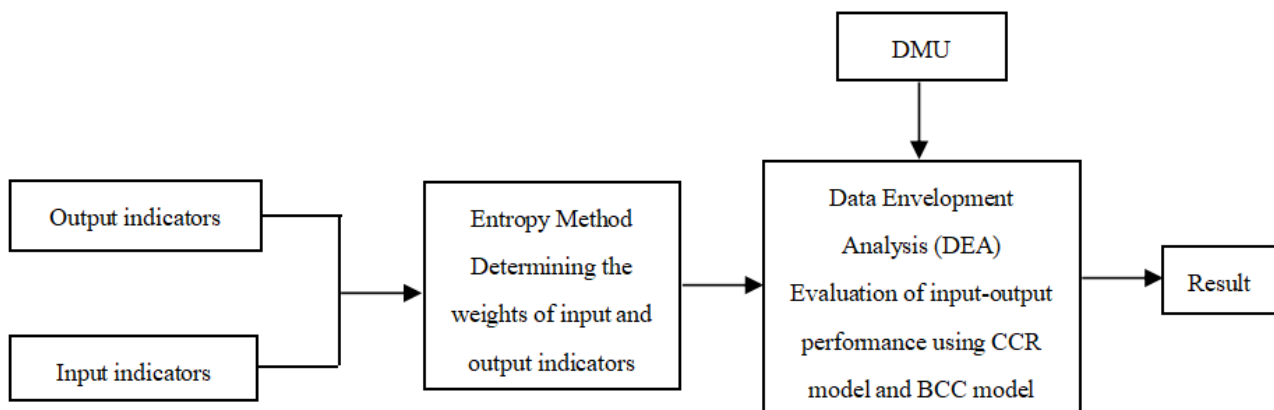 DMU
Output indicators
Input indicators
Entropy Method
Determining the
weights of input and
output indicators
Data Envelopment
Analysis (DEA)
Evaluation of input-output
performance using CCR
model and BCC model
Result